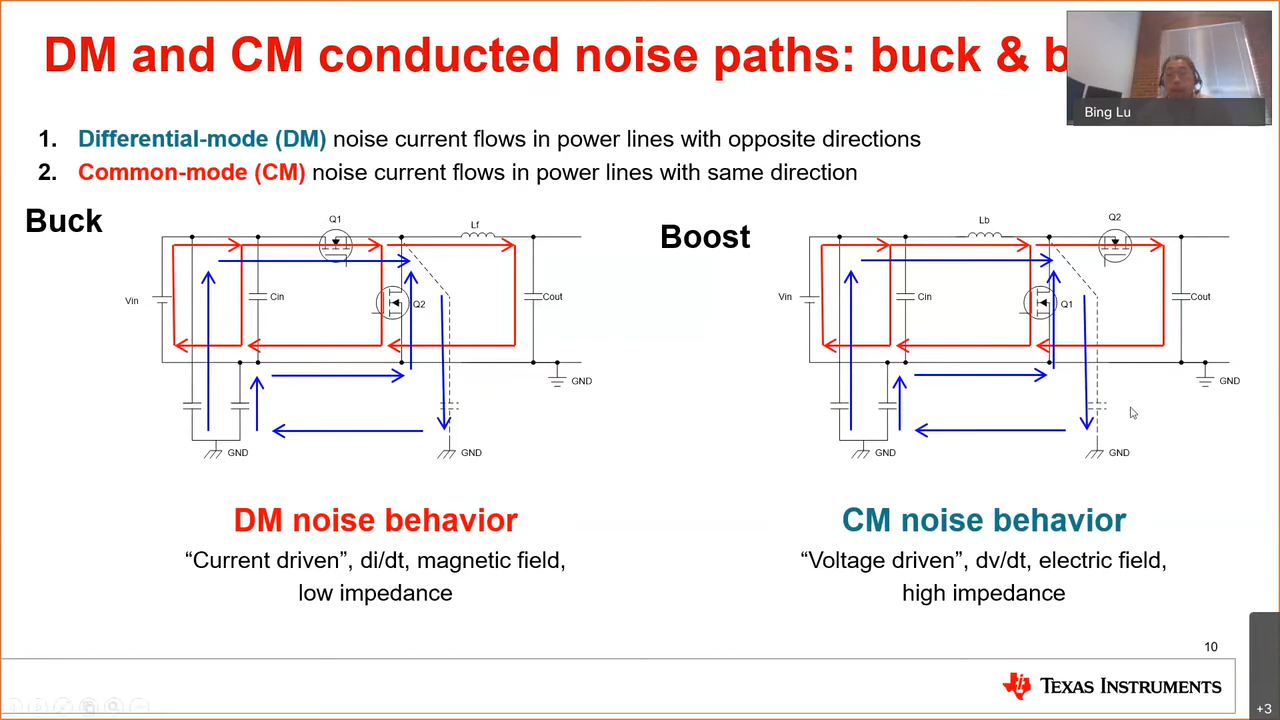 DM and CM conducted noise paths: buck & b
Bing Lu
1. Differential-mode (DM) noise current flows in power lines with opposite directions
2. Common-mode (CM) noise current flows in power lines with same direction
Buck
Q1
Lf
Vin
Cin
Q2
Cout
GND
GND
GND
Boost
Lb
Q2
Vin
Cin
Q1
Cout
GND
GND
GND
DM noise behavior
“Current driven”, di/dt, magnetic field,
low impedance
CM noise behavior
“Voltage driven”, dv/dt, electric field,
high impedance
10
TEXAS INSTRUMENTS
+3